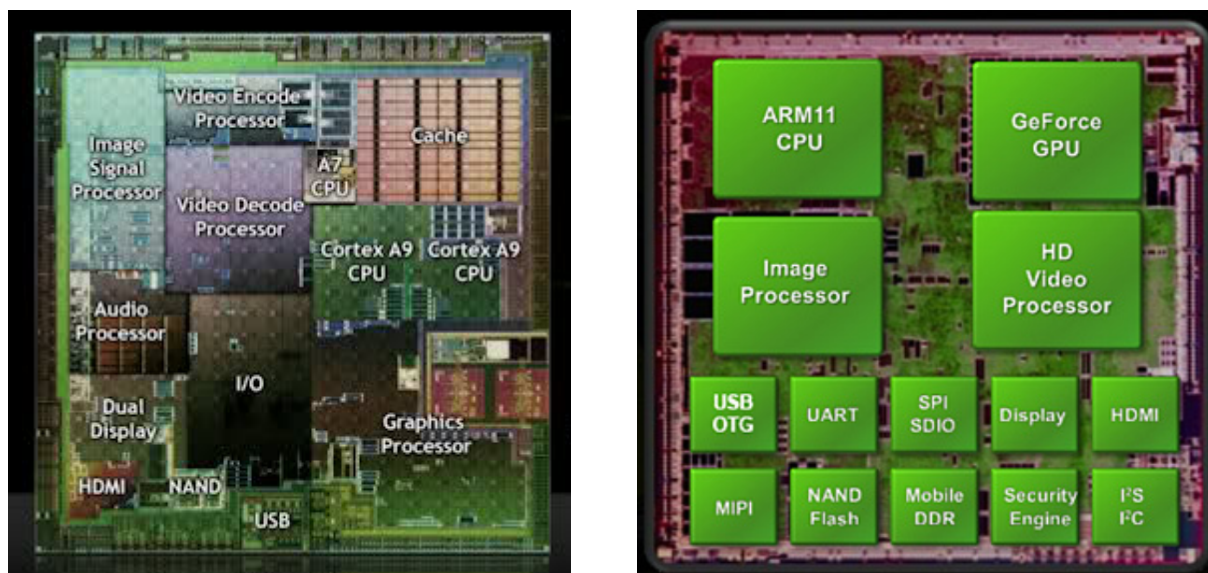 Video Encode
Processor
Cache
Image
Signal
Processor
A7
CPU
Video Decode
Processor
Cortex A9
CPU
Cortex A9
CPU
Audio
Processor
I/O
Dual
Display
Graphics
Processor
HDMI
NAND
USB
ARM11
CPU
GeForce
GPU
Image
Processor
HD
Video
Processor
USB
OTG
UART
SPI
SDIO
Display
HDMI
MIPI
NAND
Flash
Mobile
DDR
Security
Engine
I²S
I²C